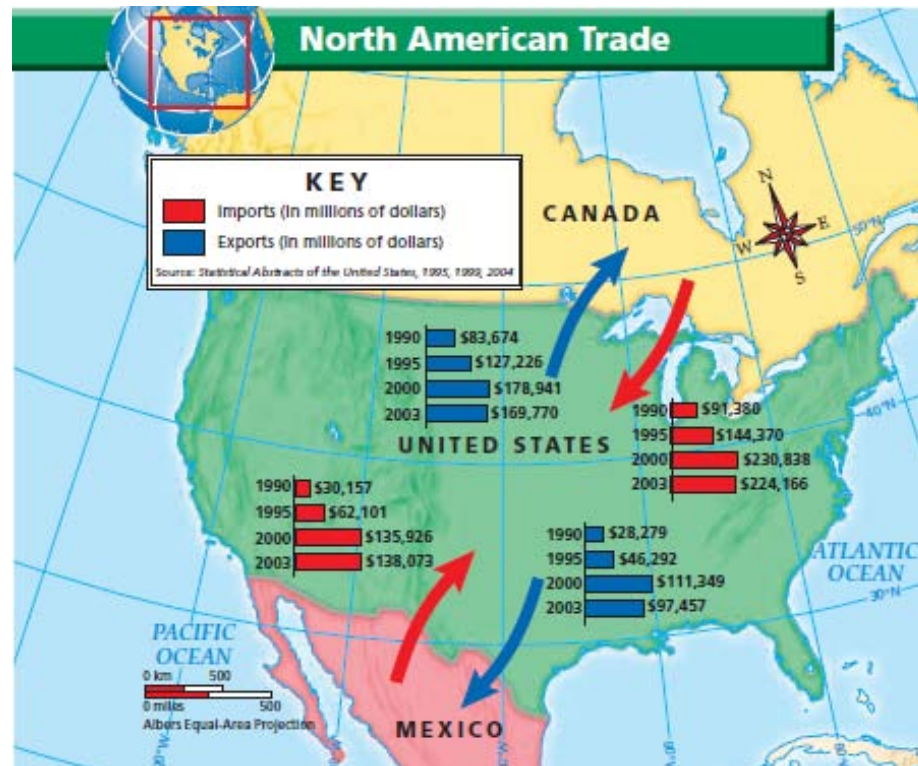 North American Trade
KEY
Imports (in millions of dollars)
Exports (in millions of dollars)
Source: Statistical Abstracts of the United States, 1995, 1999, 2004
CANADA
N
E
W
S
50°N
1990 $83,674
1995 $127,226
2000 $178,941
2003 $169,770
UNITED STATES
1990 $91,380
1995 $144,370
2000 $230,838
2003 $224,166
40°N
1990 $30,157
1995 $62,101
2000 $135,926
2003 $138,073
1990 $28,279
1995 $46,292
2000 $111,349
2003 $97,457
ATLANTIC
OCEAN
30°N
PACIFIC
OCEAN
0 km 500
0 miles 500
Albers Equal-Area Projection
MEXICO